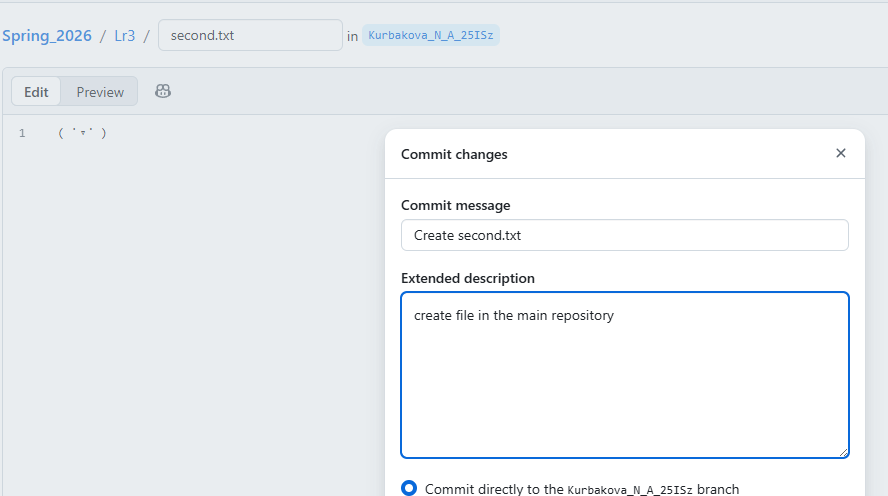 Spring_2026 / Lr3 / second.txt in Kurbakova_N_A_25ISz
Edit Preview
1 ( ˙▿˙ )
Commit changes
Commit message
Create second.txt
Extended description
create file in the main repository
Commit directly to the Kurbakova_N_A_25ISz branch